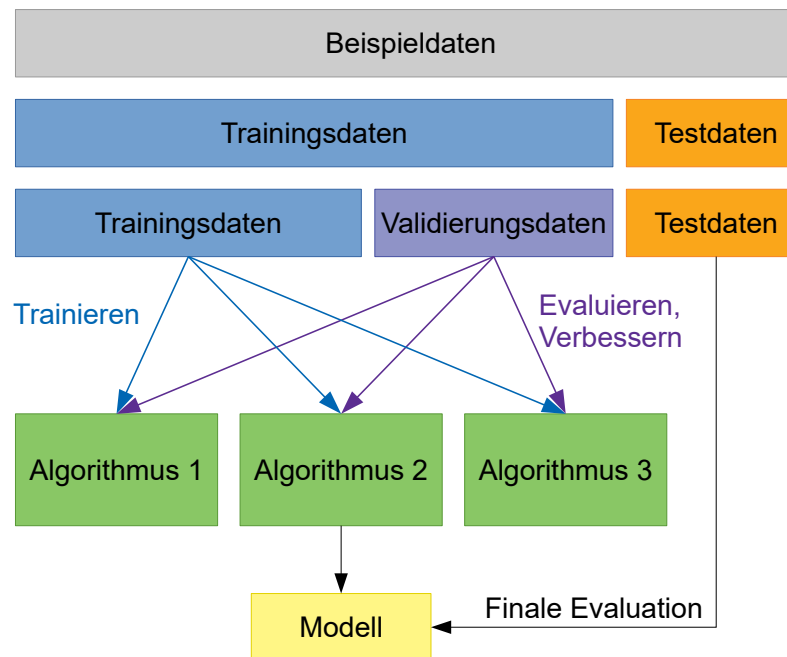 Beispieldaten
Trainingsdaten
Testdaten
Trainingsdaten
Validierungsdaten
Testdaten
Trainieren
Evaluieren,
Verbessern
Algorithmus 1
Algorithmus 2
Algorithmus 3
Finale Evaluation
Modell